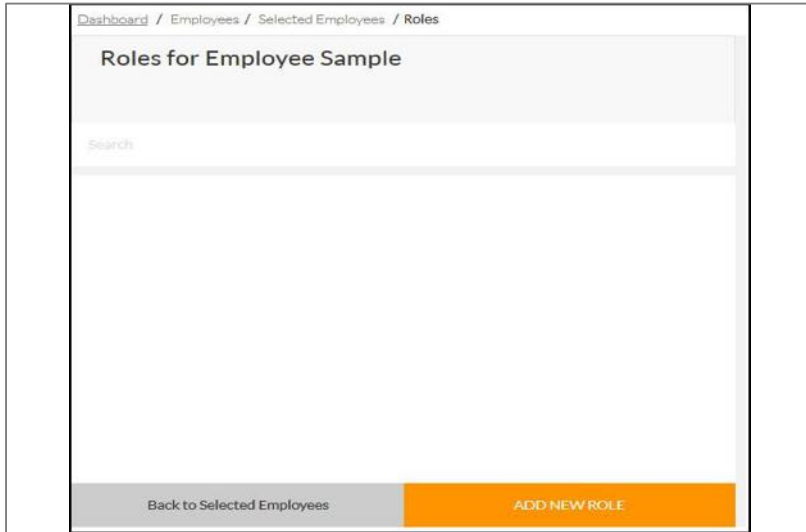 Dashboard / Employees / Selected Employees / Roles
Roles for Employee Sample
Search
Back to Selected Employees
ADD NEW ROLE